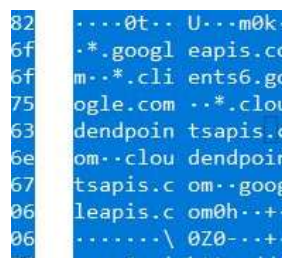 82 ····0t·· U···m0k·
6f ·*.googl eapis.co
6f m··*.cli ents6.go
75 ogle.com ··*.clou
63 dendpoin tsapis.c
6e om··clou dendpoin
67 tsapis.c om··goog
06 leapis.c om0h··+·
06 ·······\ 0Z0-··+·